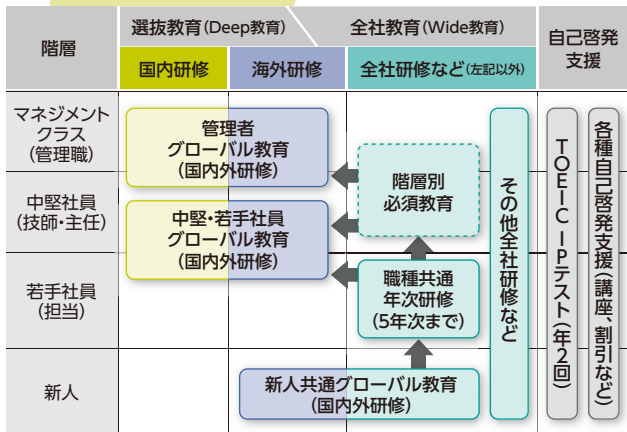 階層
選抜教育(Deep教育)
全社教育(Wide教育)
自己啓発
支援
国内研修
海外研修
全社研修など(左記以外)
マネジメント
クラス
(管理職)
管理者
グローバル教育
(国内外研修)
階層別
必須教育
中堅社員
(技師・主任)
中堅・若手社員
グローバル教育
(国内外研修)
若手社員
(担当)
職種共通
年次研修
(5年次まで)
新人
新人共通グローバル教育
(国内外研修)
その他全社研修など
TOEIC IPテスト(年2回)
各種自己啓発支援(講座、割引など)